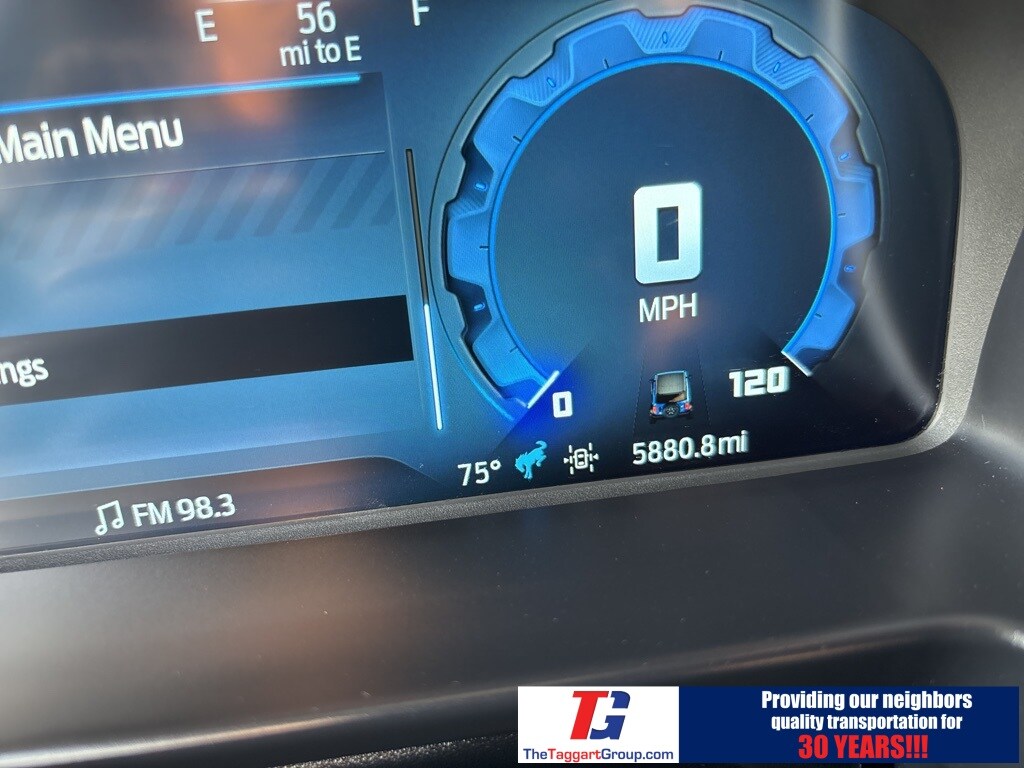 E 56 F
mi to E
Main Menu
0
MPH
ngs
0
120
75° 5880.8mi
FM 98.3
TG
TheTaggartGroup.com
Providing our neighbors
quality transportation for
30 YEARS!!!